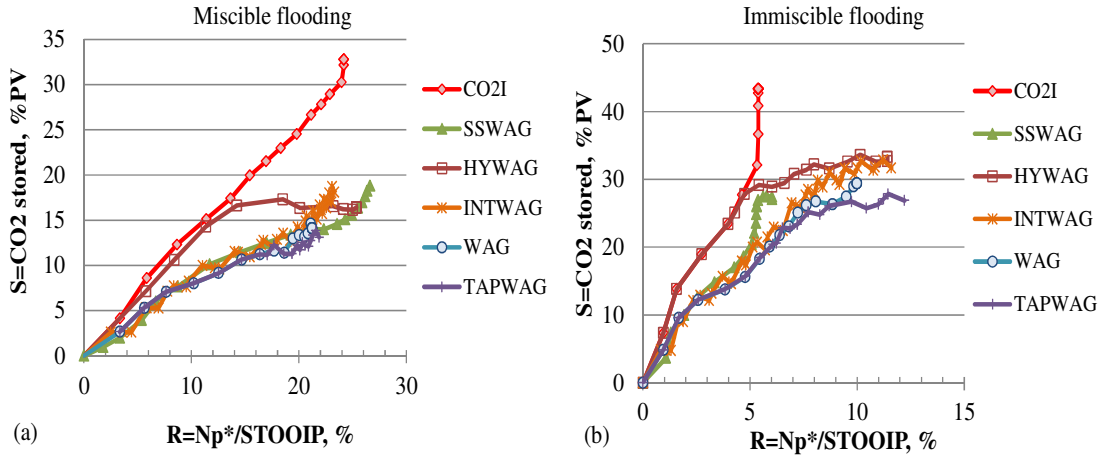 Miscible flooding
35
30
25
20
15
10
5
0
0
10
20
30
S=CO2 stored, %PV
R=Np*/STOOIP, %
CO2I
SSWAG
HYWAG
INTWAG
WAG
TAPWAG
(a)
Immiscible flooding
50
40
30
20
10
0
0
5
10
15
S=CO2 stored, %PV
R=Np*/STOOIP, %
CO2I
SSWAG
HYWAG
INTWAG
WAG
TAPWAG
(b)